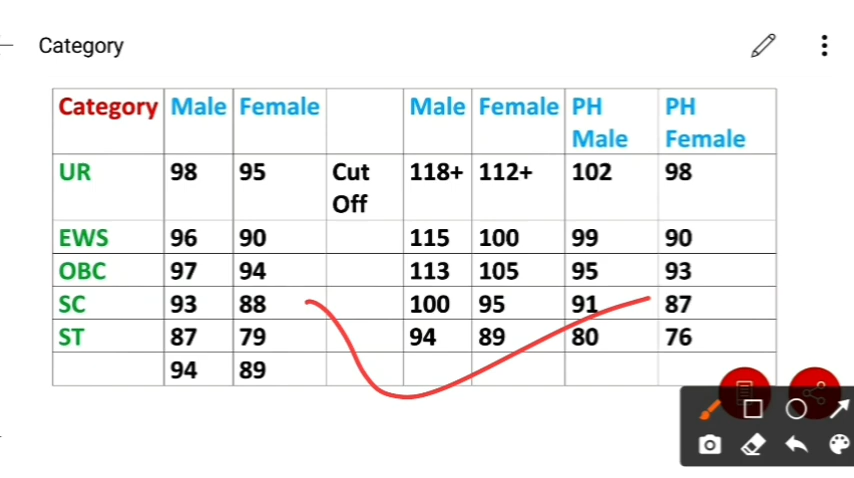 Category
Category Male Female Male Female PH Male PH Female
UR 98 95 Cut Off 118+ 112+ 102 98
EWS 96 90 115 100 99 90
OBC 97 94 113 105 95 93
SC 93 88 100 95 91 87
ST 87 79 94 89 80 76
94 89